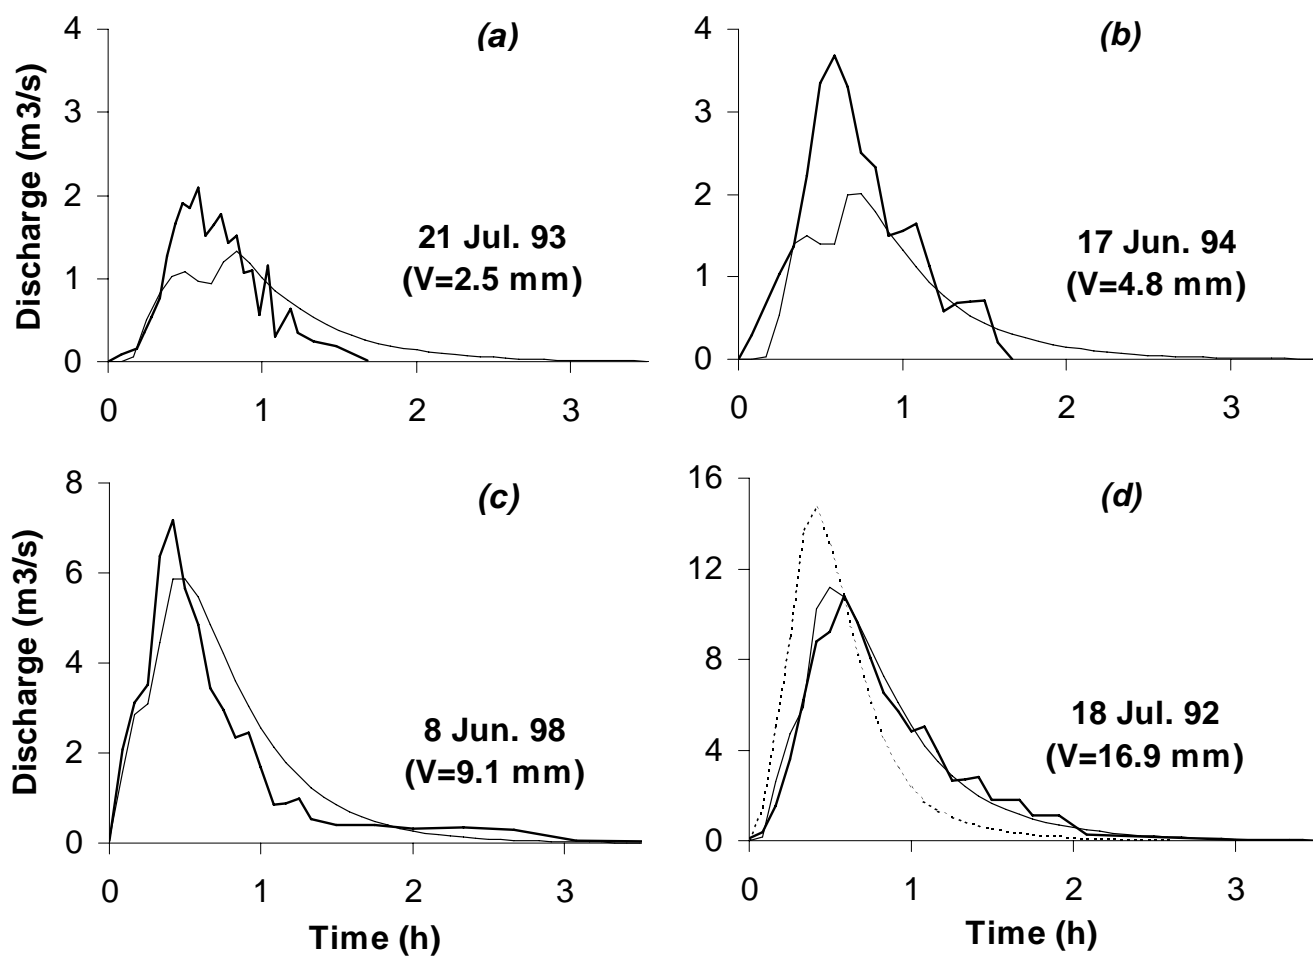 (a)
Discharge (m3/s)
4
3
2
1
0
21 Jul. 93
(V=2.5 mm)
0 1 2 3
(b)
4
3
2
1
0
17 Jun. 94
(V=4.8 mm)
0 1 2 3
(c)
Discharge (m3/s)
8
6
4
2
0
8 Jun. 98
(V=9.1 mm)
0 1 2 3
Time (h)
(d)
16
12
8
4
0
18 Jul. 92
(V=16.9 mm)
0 1 2 3
Time (h)